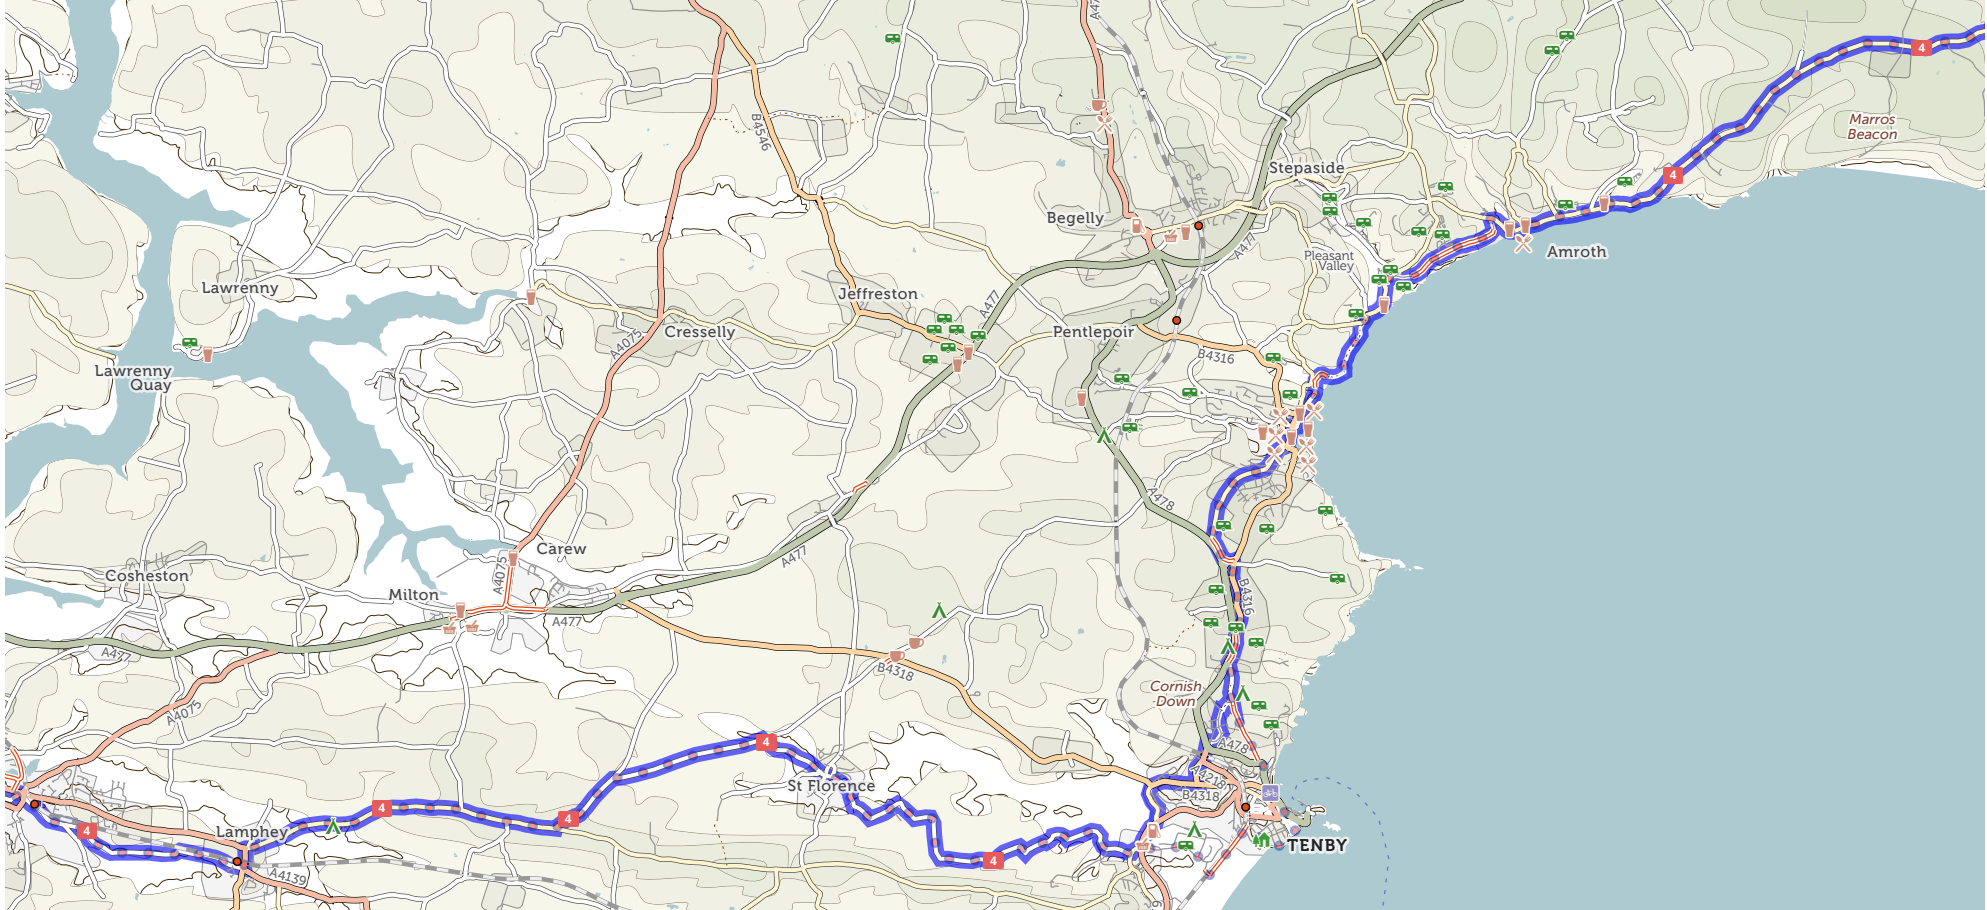 A47
4
B4546
Marros
Beacon
Stepaside
4
Begelly
A477
Pleasant
Valley
Amroth
Lawrenny
Jeffreston
A477
Cresselly
Pentlepoir
A4075
B4316
Lawrenny
Quay
A478
Carew
A477
Cosheston
A4075
Milton
B4316
A477
A477
B4318
Cornish
Down
A4075
4
A478
A4218
St Florence
B4318
4
4
4
Lamphey
TENBY
4
A4139